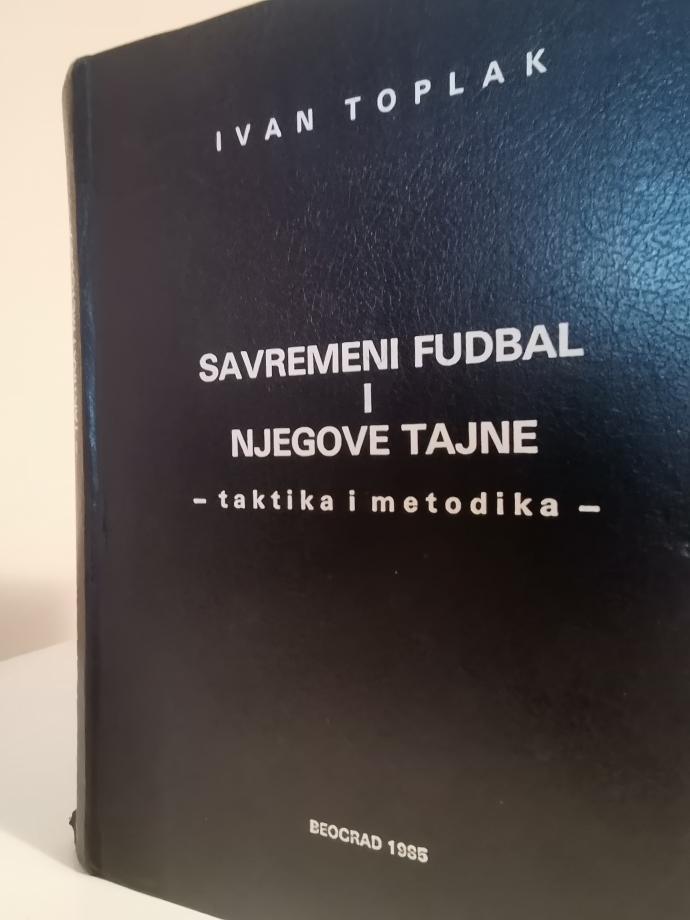 IVAN TOPLAK
SAVREMENI FUDBAL
I
NJEGOVE TAJNE
– taktika i metodika –
BEOGRAD 1985